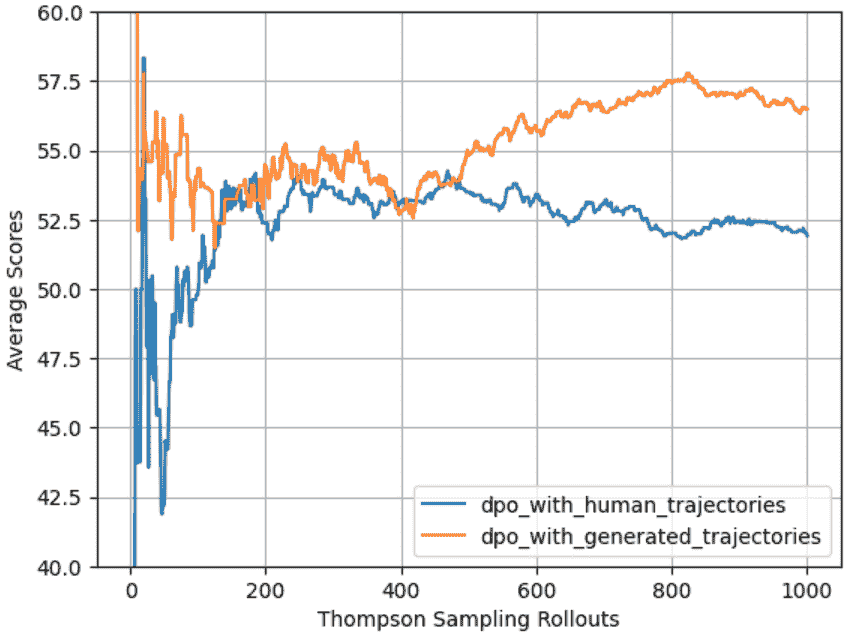 60.0
57.5
55.0
52.5
50.0
47.5
45.0
42.5
40.0
Average Scores
0 200 400 600 800 1000
Thompson Sampling Rollouts
dpo_with_human_trajectories
dpo_with_generated_trajectories